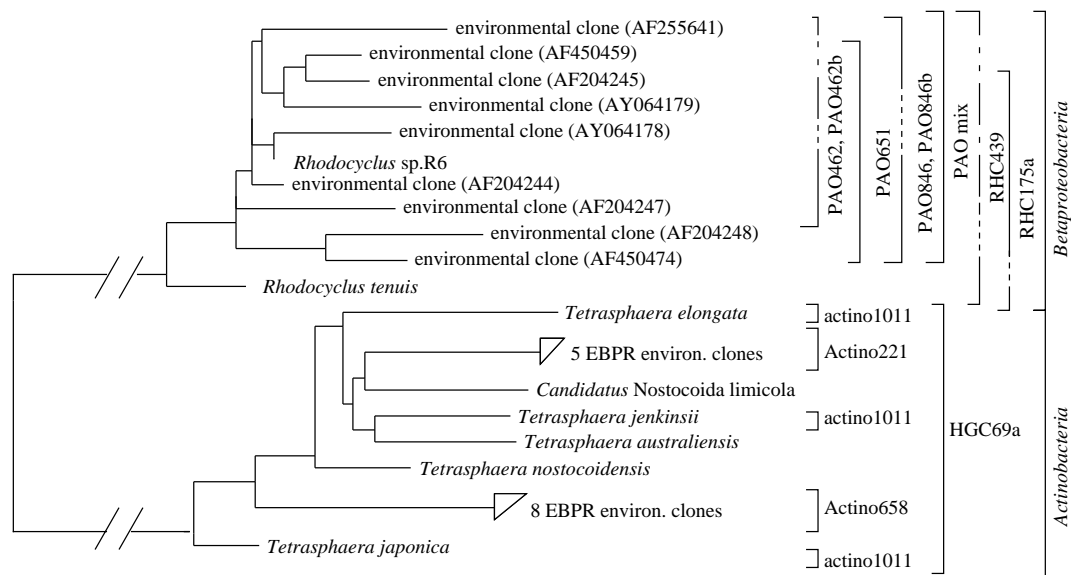 environmental clone (AF255641)
environmental clone (AF450459)
environmental clone (AF204245)
environmental clone (AY064179)
environmental clone (AY064178)
Rhodocyclus sp.R6
environmental clone (AF204244)
environmental clone (AF204247)
environmental clone (AF204248)
environmental clone (AF450474)
Rhodocyclus tenuis
PAO462, PAO462b
PAO651
PAO846, PAO846b
PAO mix
RHC439
RHC175a
Betaproteobacteria
Tetrasphaera elongata
actino1011
5 EBPR environ. clones
Actino221
Candidatus Nostocoida limicola
Tetrasphaera jenkinsii
actino1011
Tetrasphaera australiensis
Tetrasphaera nostocoidensis
8 EBPR environ. clones
Actino658
Tetrasphaera japonica
actino1011
HGC69a
Actinobacteria